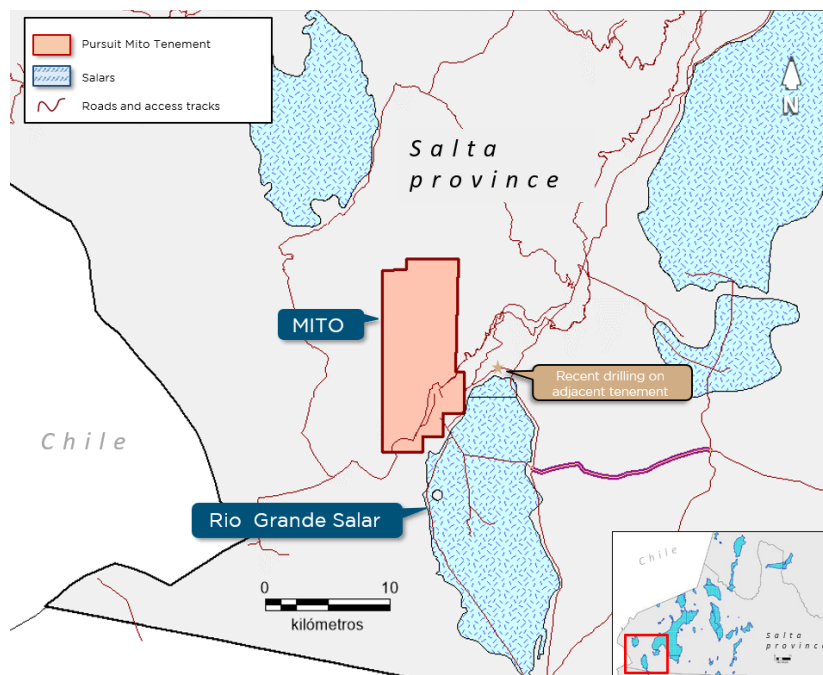 Pursuit Mito Tenement
Salars
Roads and access tracks
N
Salta
province
MITO
Recent drilling on
adjacent tenement
Chile
Rio Grande Salar
0 10
kilómetros
Chile
Salta
province